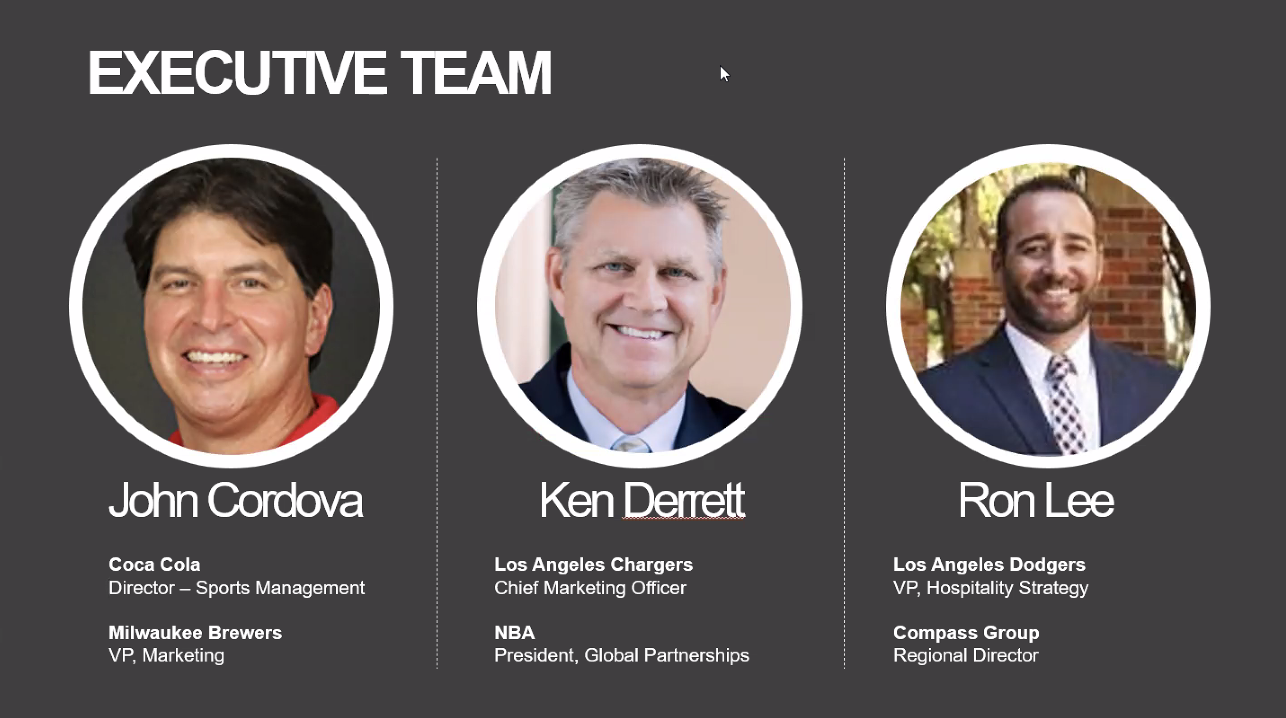 EXECUTIVE TEAM
John Cordova
Coca Cola
Director – Sports Management
Milwaukee Brewers
VP, Marketing
Ken Derrett
Los Angeles Chargers
Chief Marketing Officer
NBA
President, Global Partnerships
Ron Lee
Los Angeles Dodgers
VP, Hospitality Strategy
Compass Group
Regional Director